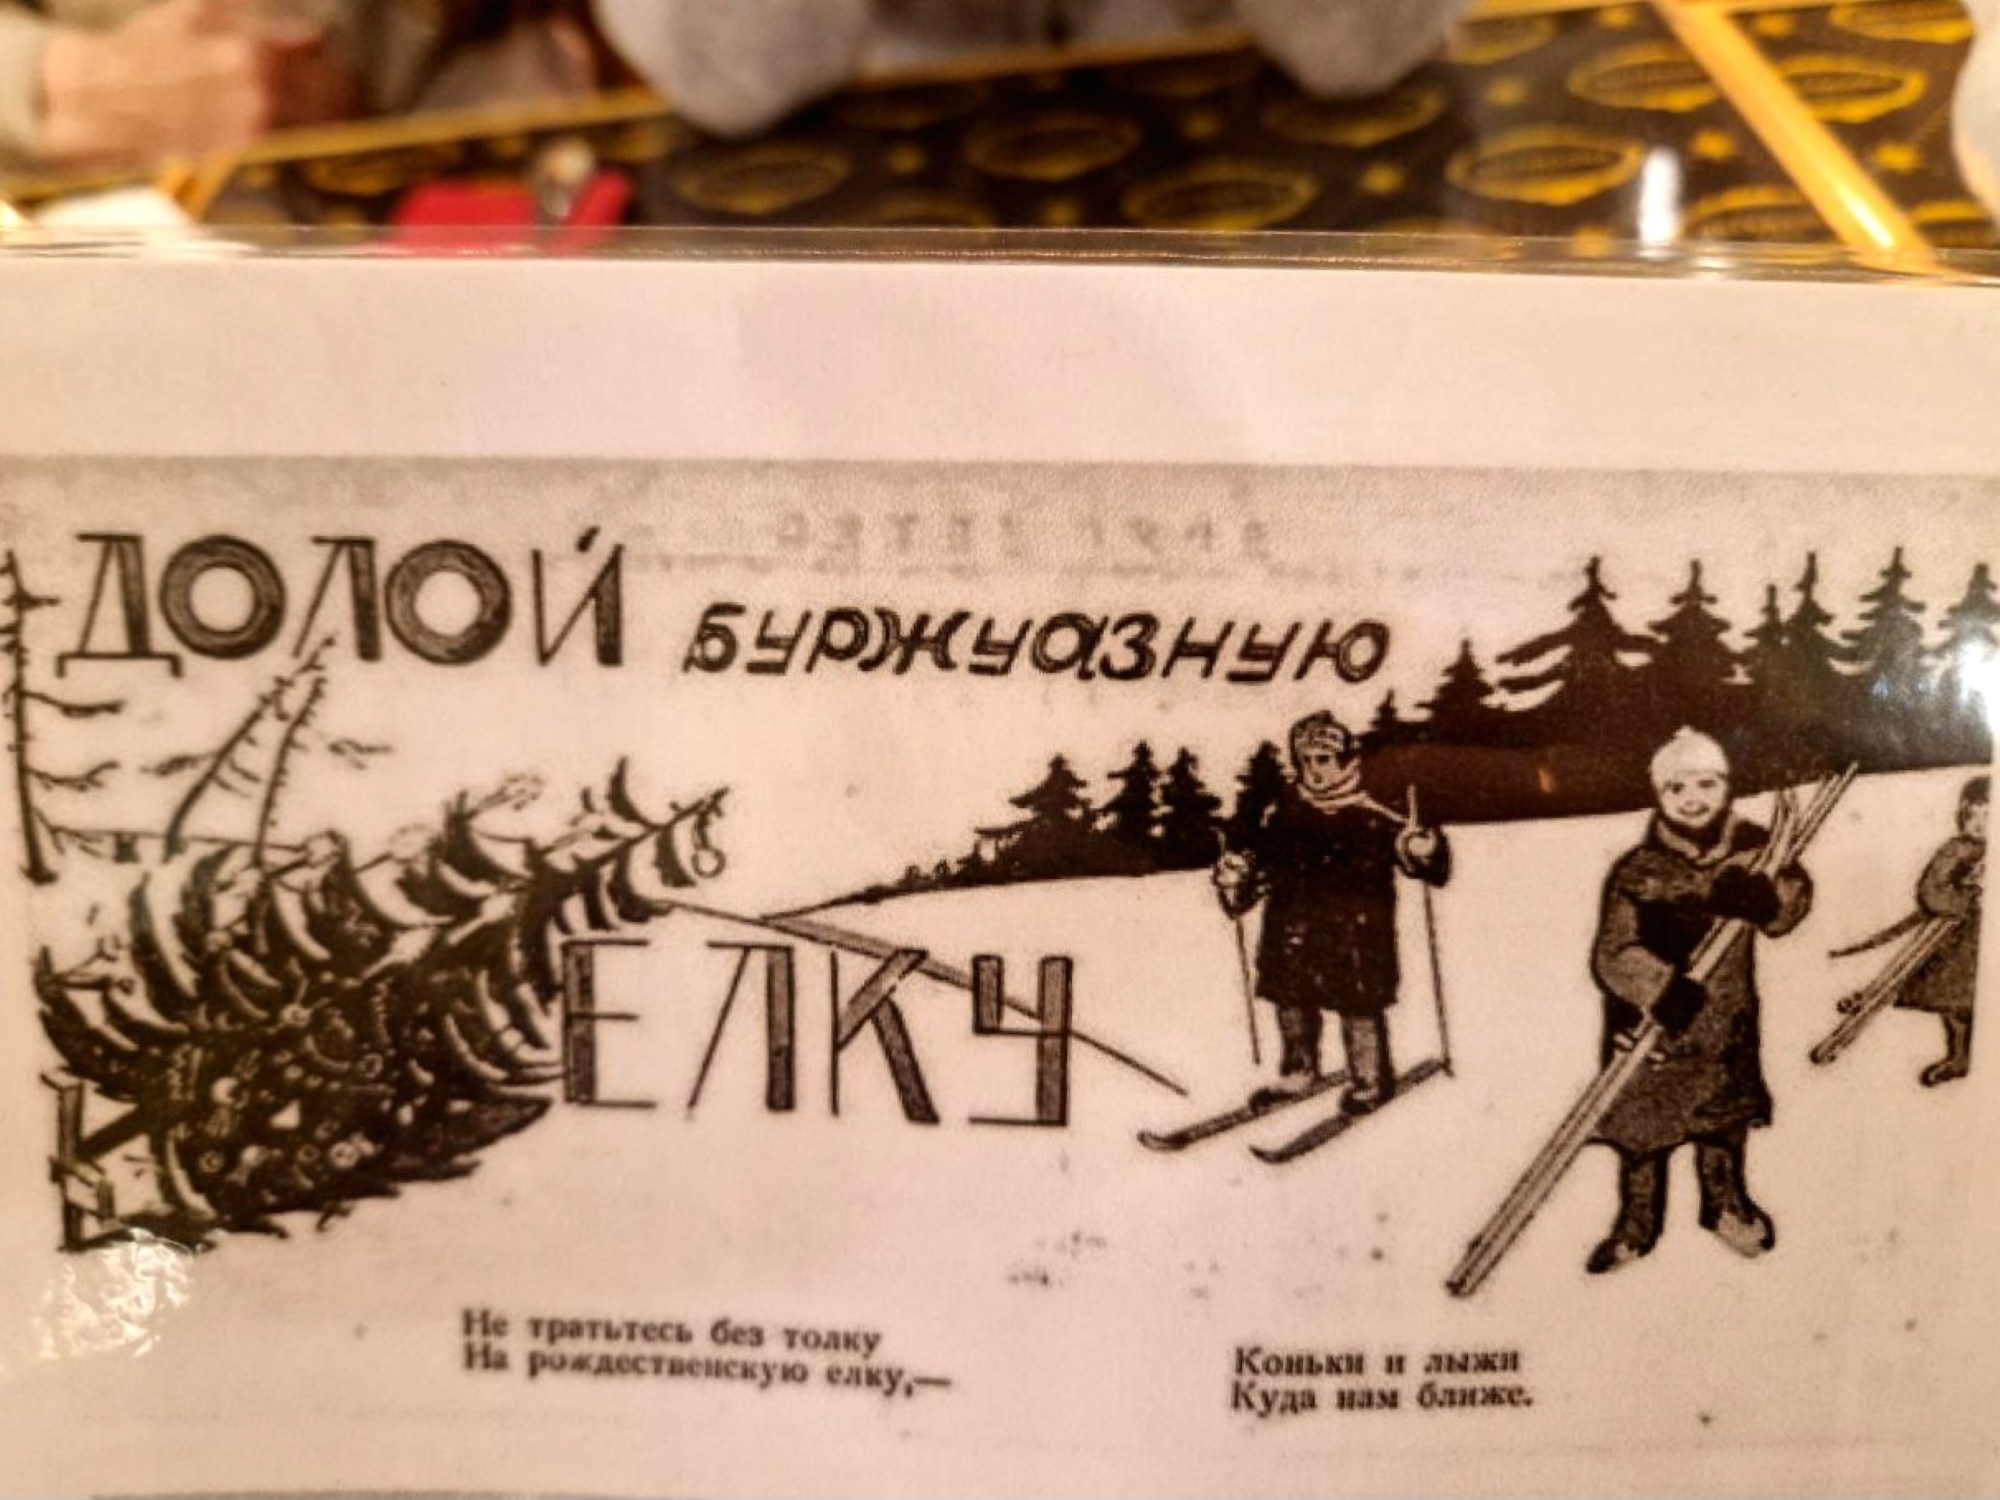 ДОЛОЙ
БУРЖУАЗНУЮ
ЕЛКУ
Не тратьтесь без толку
На рождественскую елку,—
Коньки и лыжи
Куда нам ближе.